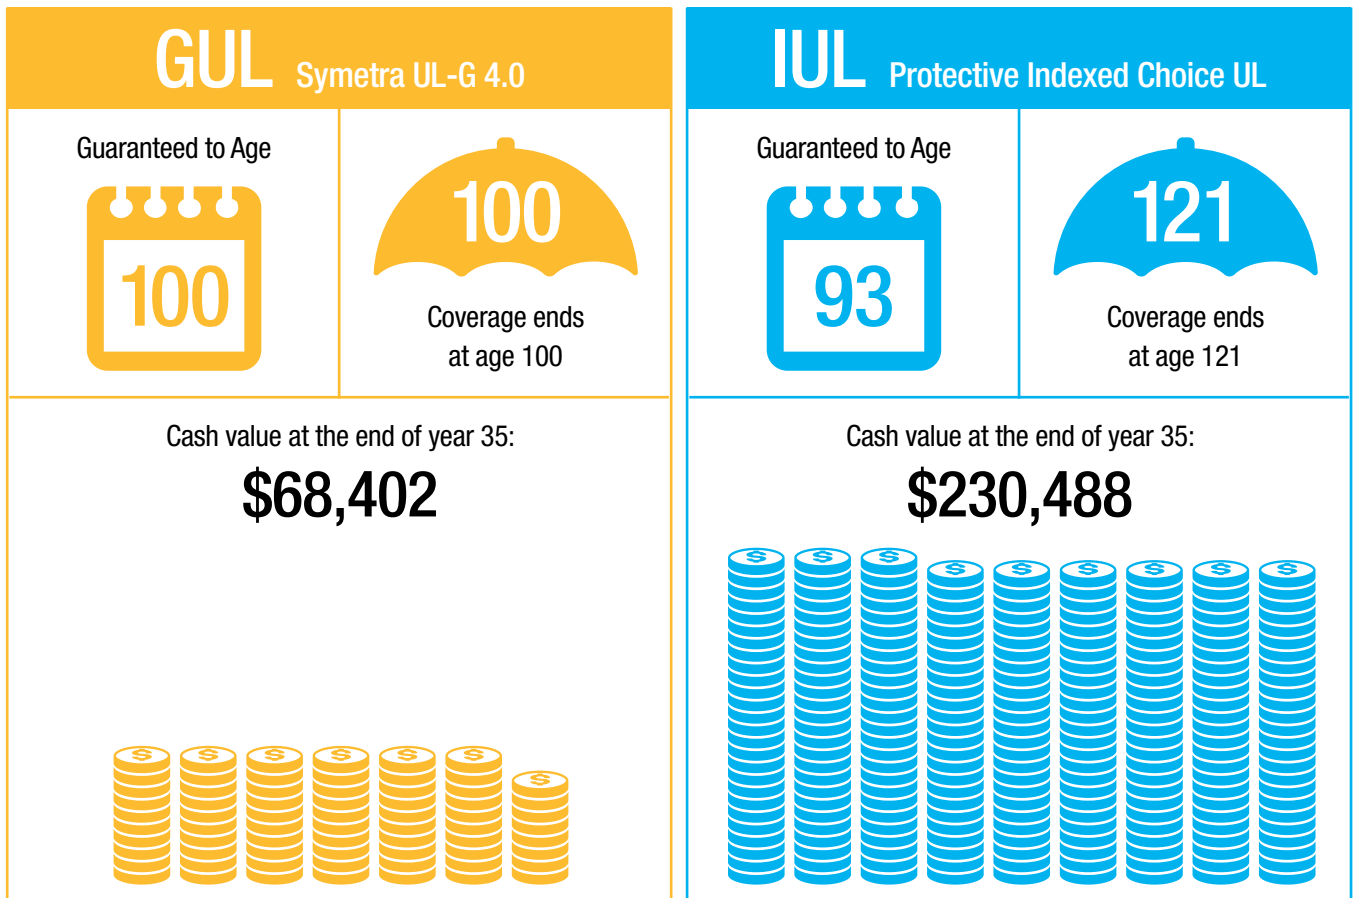 GUL Symetra UL-G 4.0
Guaranteed to Age
100
100
Coverage ends
at age 100
Cash value at the end of year 35:
$68,402
$ $ $ $ $ $ $
IUL Protective Indexed Choice UL
Guaranteed to Age
93
121
Coverage ends
at age 121
Cash value at the end of year 35:
$230,488
$ $ $ $ $ $ $ $ $